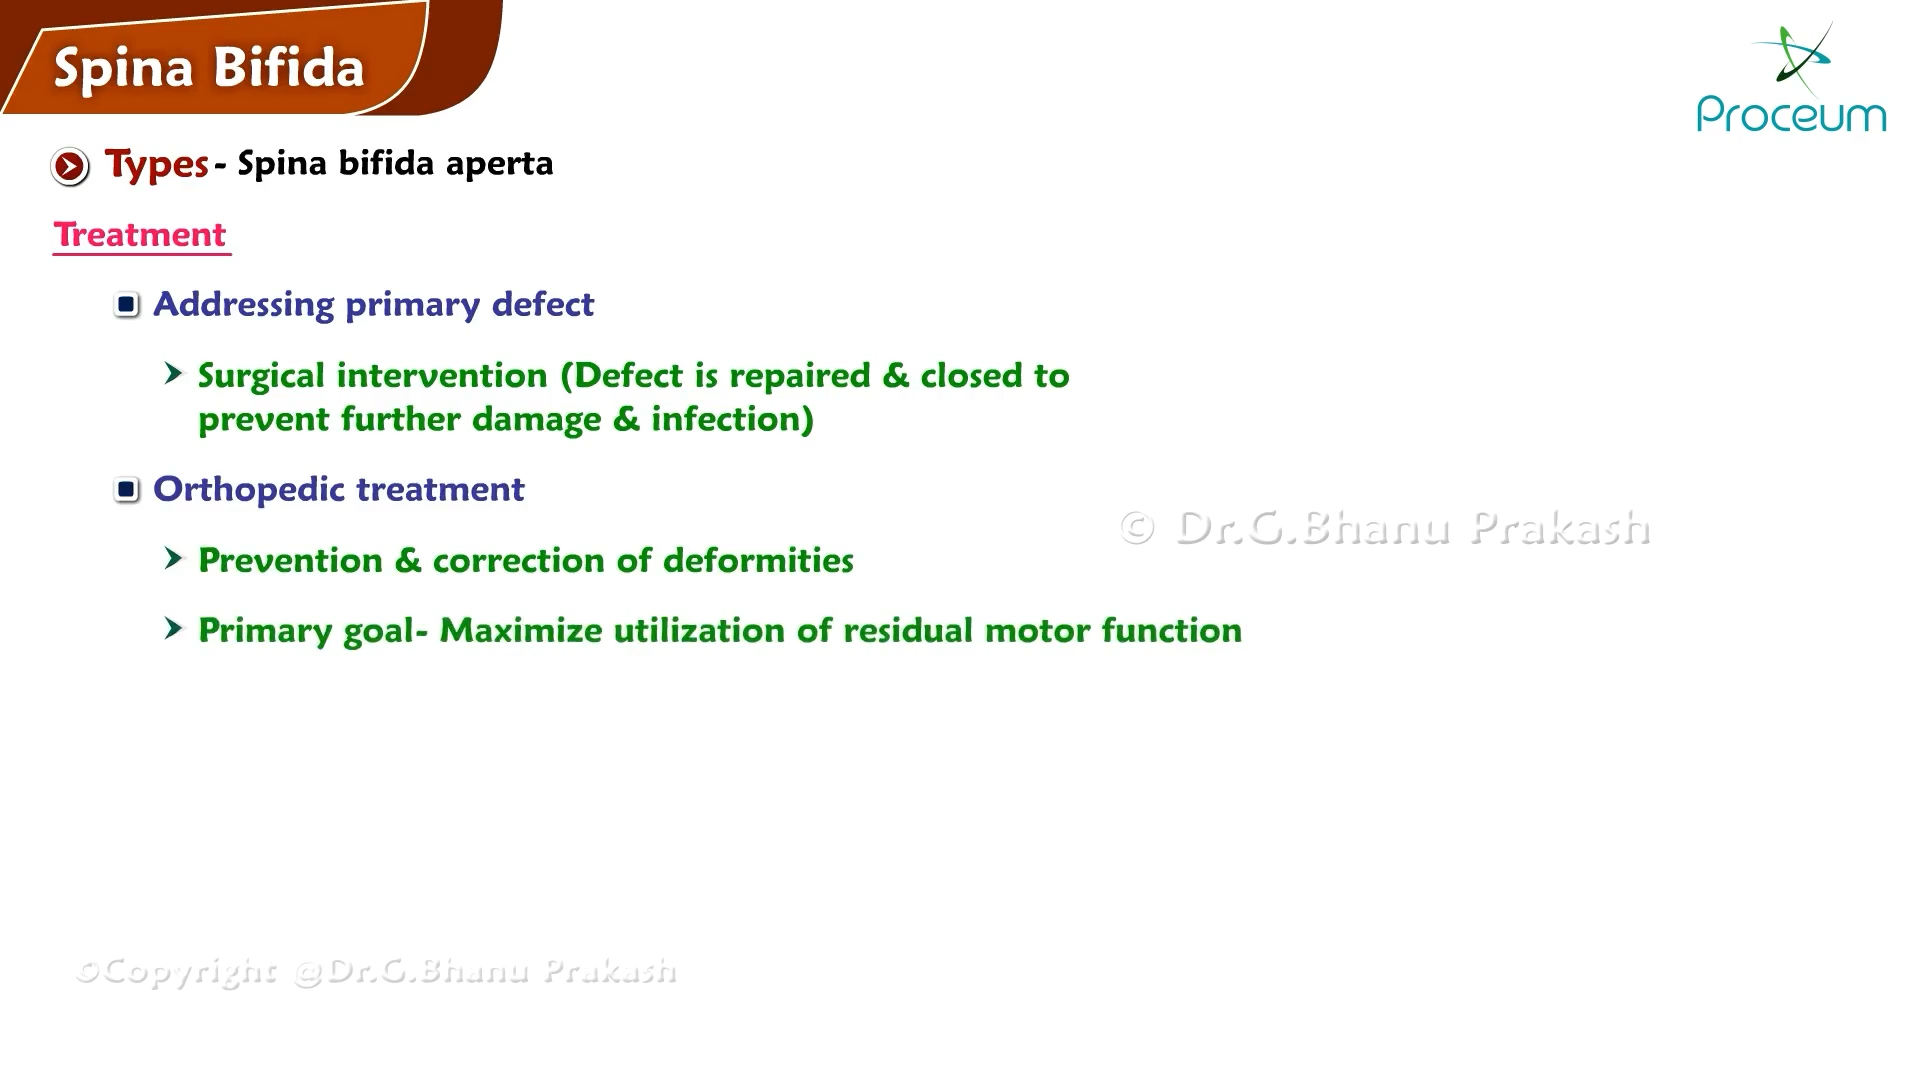 Spina Bifida
Proceum
Types - Spina bifida aperta
Treatment
Addressing primary defect
Surgical intervention (Defect is repaired & closed to
prevent further damage & infection)
Orthopedic treatment
© Dr.G.Bhanu Prakash
Prevention & correction of deformities
Primary goal- Maximize utilization of residual motor function
©Copyright @Dr.G.Bhanu Prakash